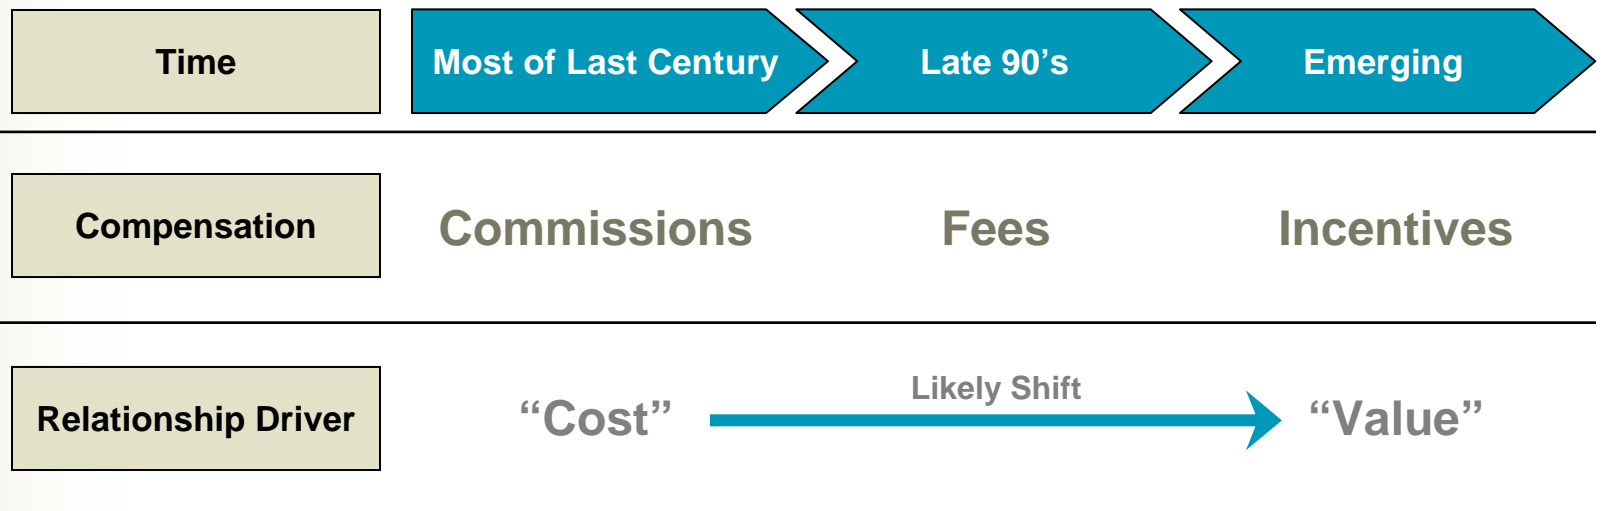 Time
Most of Last Century
Late 90’s
Emerging
Compensation
Commissions
Fees
Incentives
Relationship Driver
“Cost”
Likely Shift
“Value”